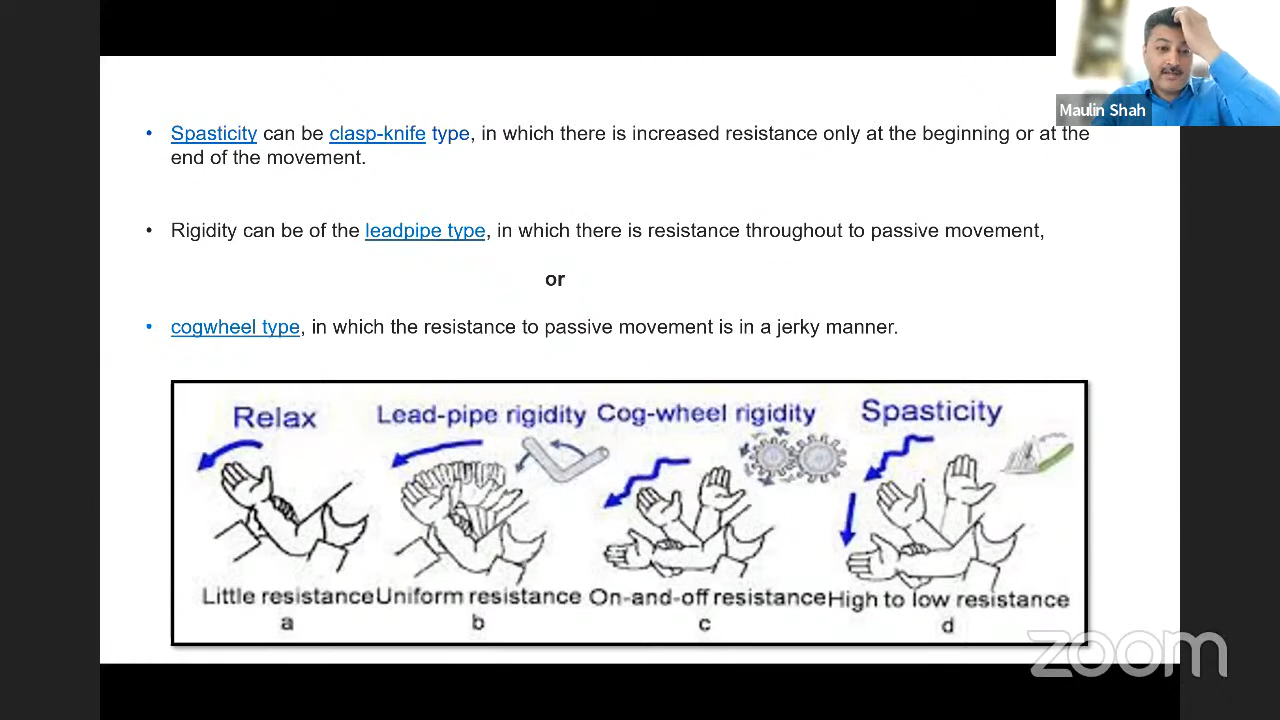 Maulin Shah
• Spasticity can be clasp-knife type, in which there is increased resistance only at the beginning or at the
end of the movement.
• Rigidity can be of the leadpipe type, in which there is resistance throughout to passive movement,
or
• cogwheel type, in which the resistance to passive movement is in a jerky manner.
Relax Lead-pipe rigidity Cog-wheel rigidity Spasticity
Little resistance Uniform resistance On-and-off resistance High to low resistance
a b c d
zoom